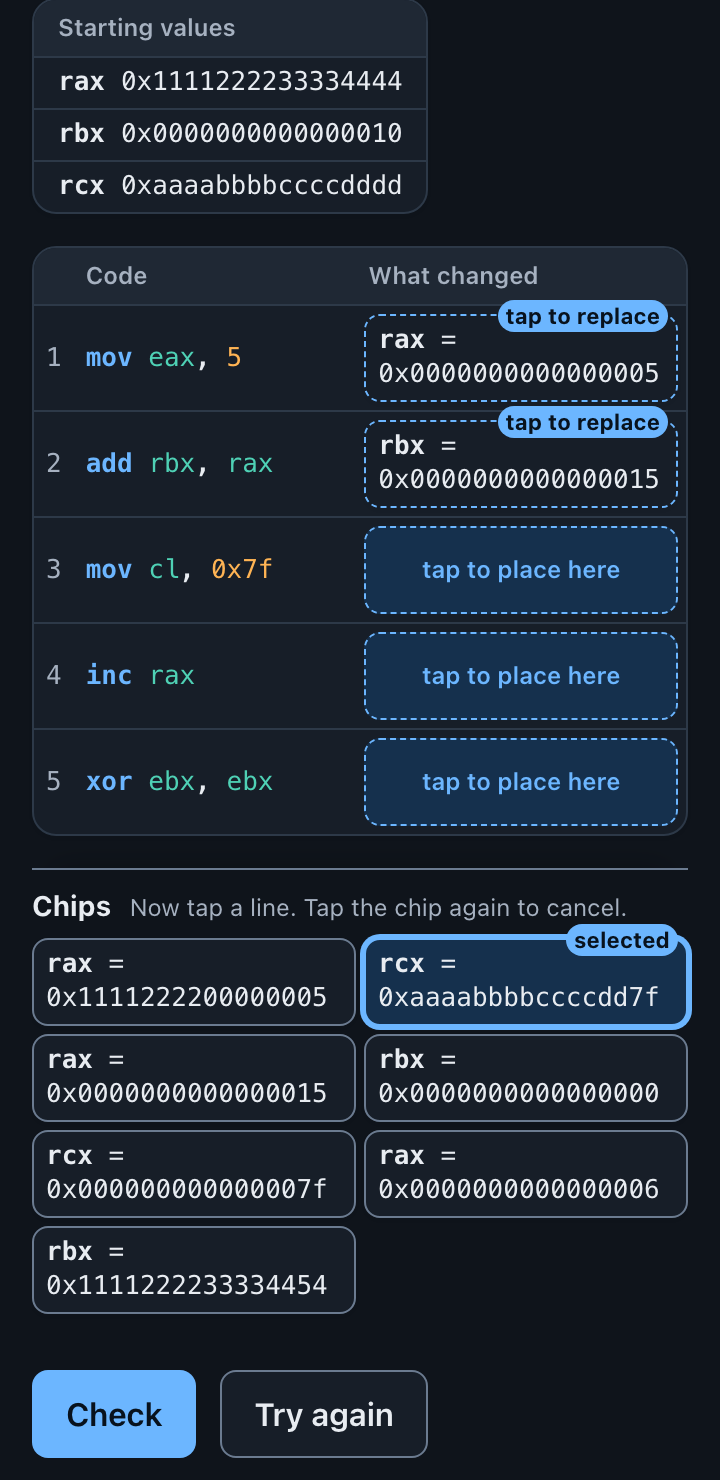 Starting values
rax 0x1111222233334444
rbx 0x0000000000000010
rcx 0xaaaabbbbccccdddd
Code What changed
tap to replace
1 mov eax, 5 rax =
0x0000000000000005
tap to replace
2 add rbx, rax rbx =
0x0000000000000015
3 mov cl, 0x7f tap to place here
4 inc rax tap to place here
5 xor ebx, ebx tap to place here
Chips Now tap a line. Tap the chip again to cancel.
rax =
0x1111222200000005
selected
rcx =
0xaaaabbbbccccdd7f
rax =
0x0000000000000015
rbx =
0x0000000000000000
rcx =
0x000000000000007f
rax =
0x0000000000000006
rbx =
0x1111222233334454
Check Try again